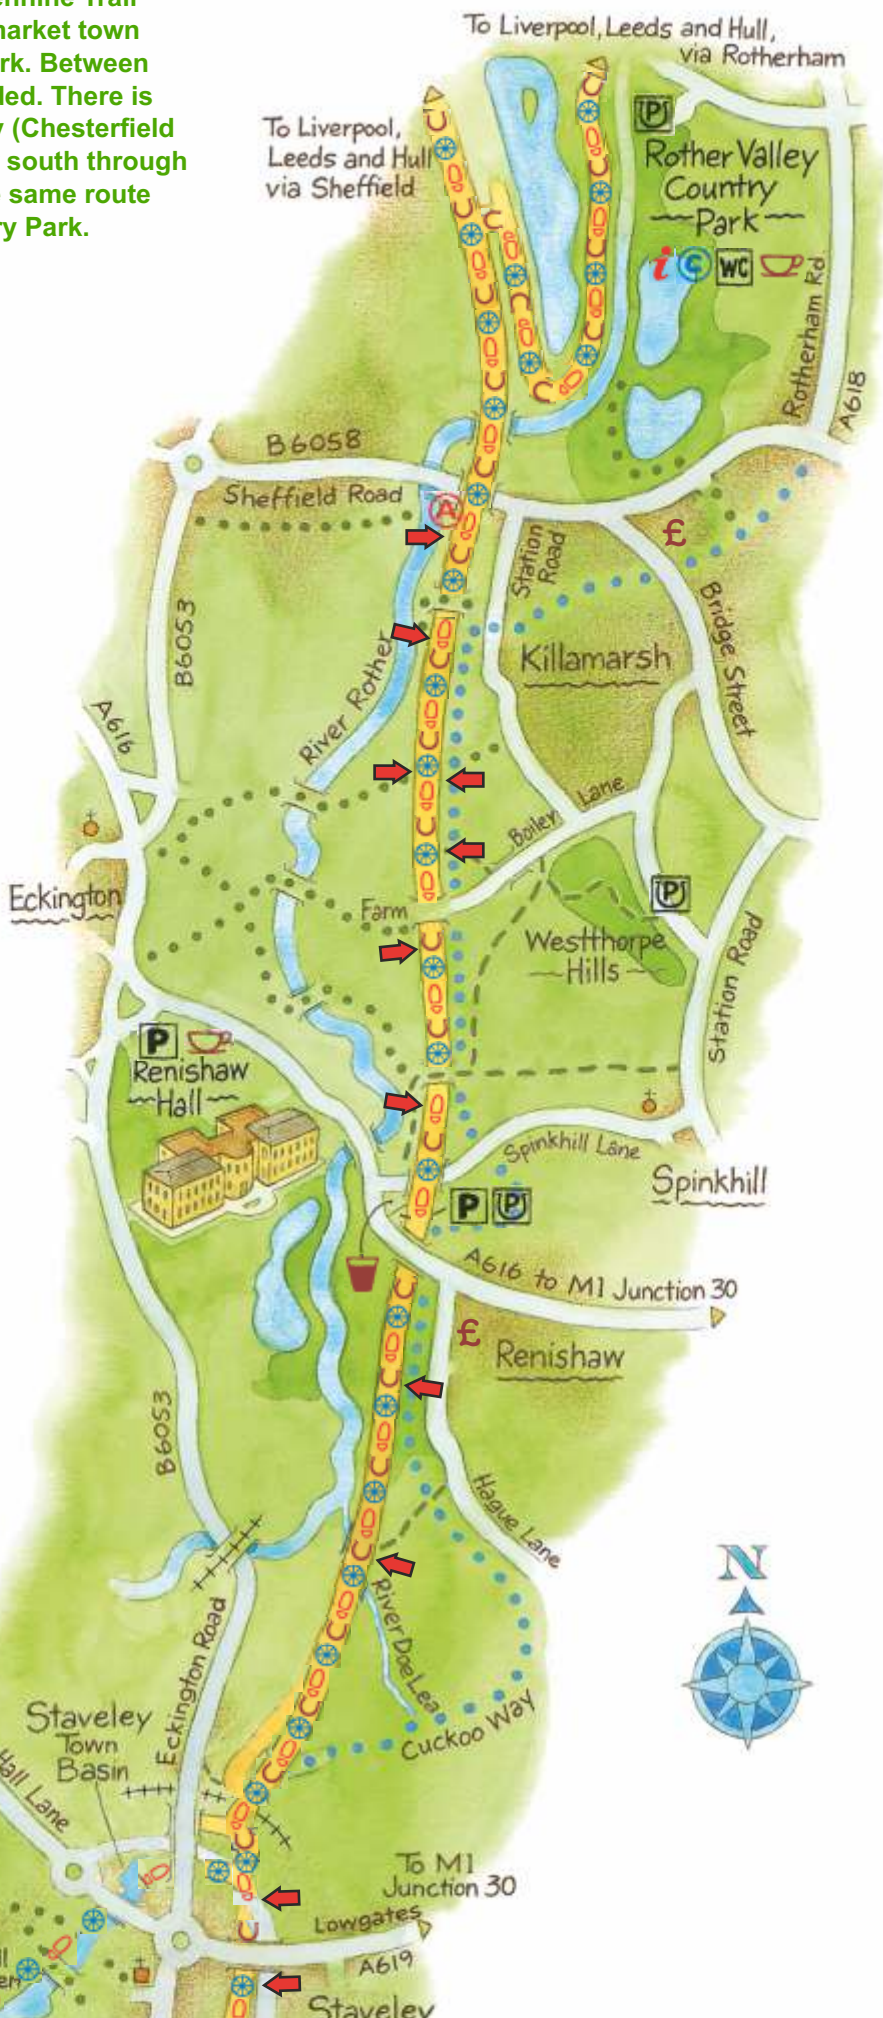 Trail
market town
Between
There is
(Chesterfield
south through
same route
Park.
To Liverpool, Leeds and Hull,
via Rotherham
To Liverpool,
Leeds and Hull
via Sheffield
P
Rother Valley
Country
Park
i C WC
Rotherham Rd
A618
B6058
Sheffield Road
A
£
Station
Road
B6053
Killamarsh
Bridge Street
River Rother
A616
Boiler Lane
Eckington
Farm
P
Westthorpe
Hills
Station Road
P
Renishaw
Hall
Spinkhill Lane
Spinkhill
P P
A616 to M1 Junction 30
£
Renishaw
B6053
Hague Lane
N
River Doe Lea
Eckington Road
Cuckoo Way
Staveley
Town
Basin
Hall Lane
To M1
Junction 30
Lowgates
A619
Staveley